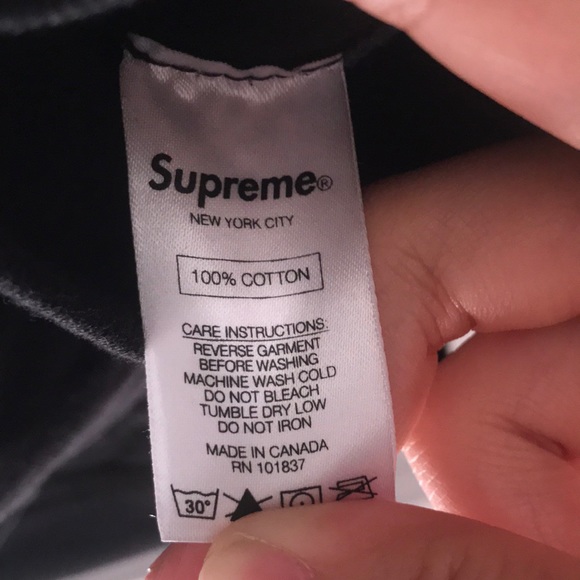 Supreme®
NEW YORK CITY
100% COTTON
CARE INSTRUCTIONS:
REVERSE GARMENT
BEFORE WASHING
MACHINE WASH COLD
DO NOT BLEACH
TUMBLE DRY LOW
DO NOT IRON
MADE IN CANADA
RN 101837
30°